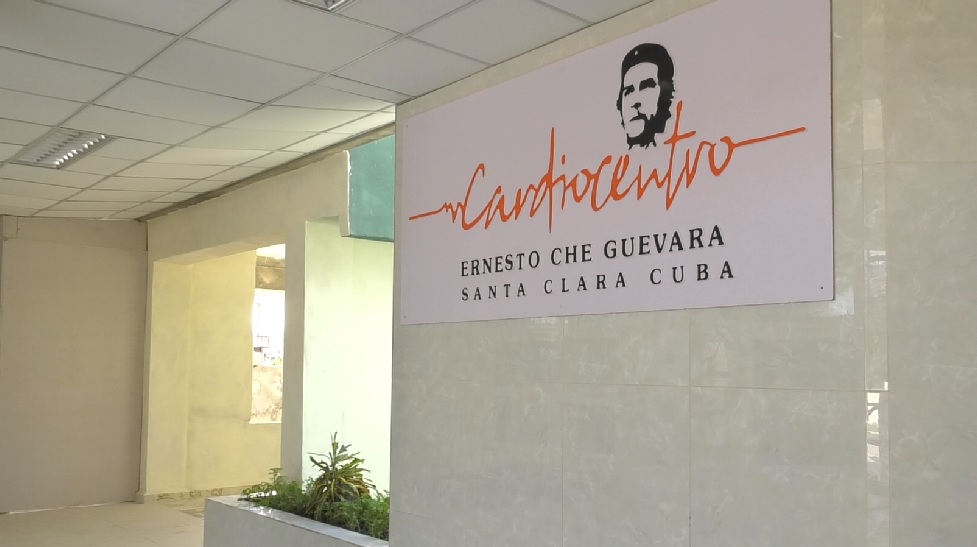 Cardiocentro
ERNESTO CHE GUEVARA
SANTA CLARA CUBA